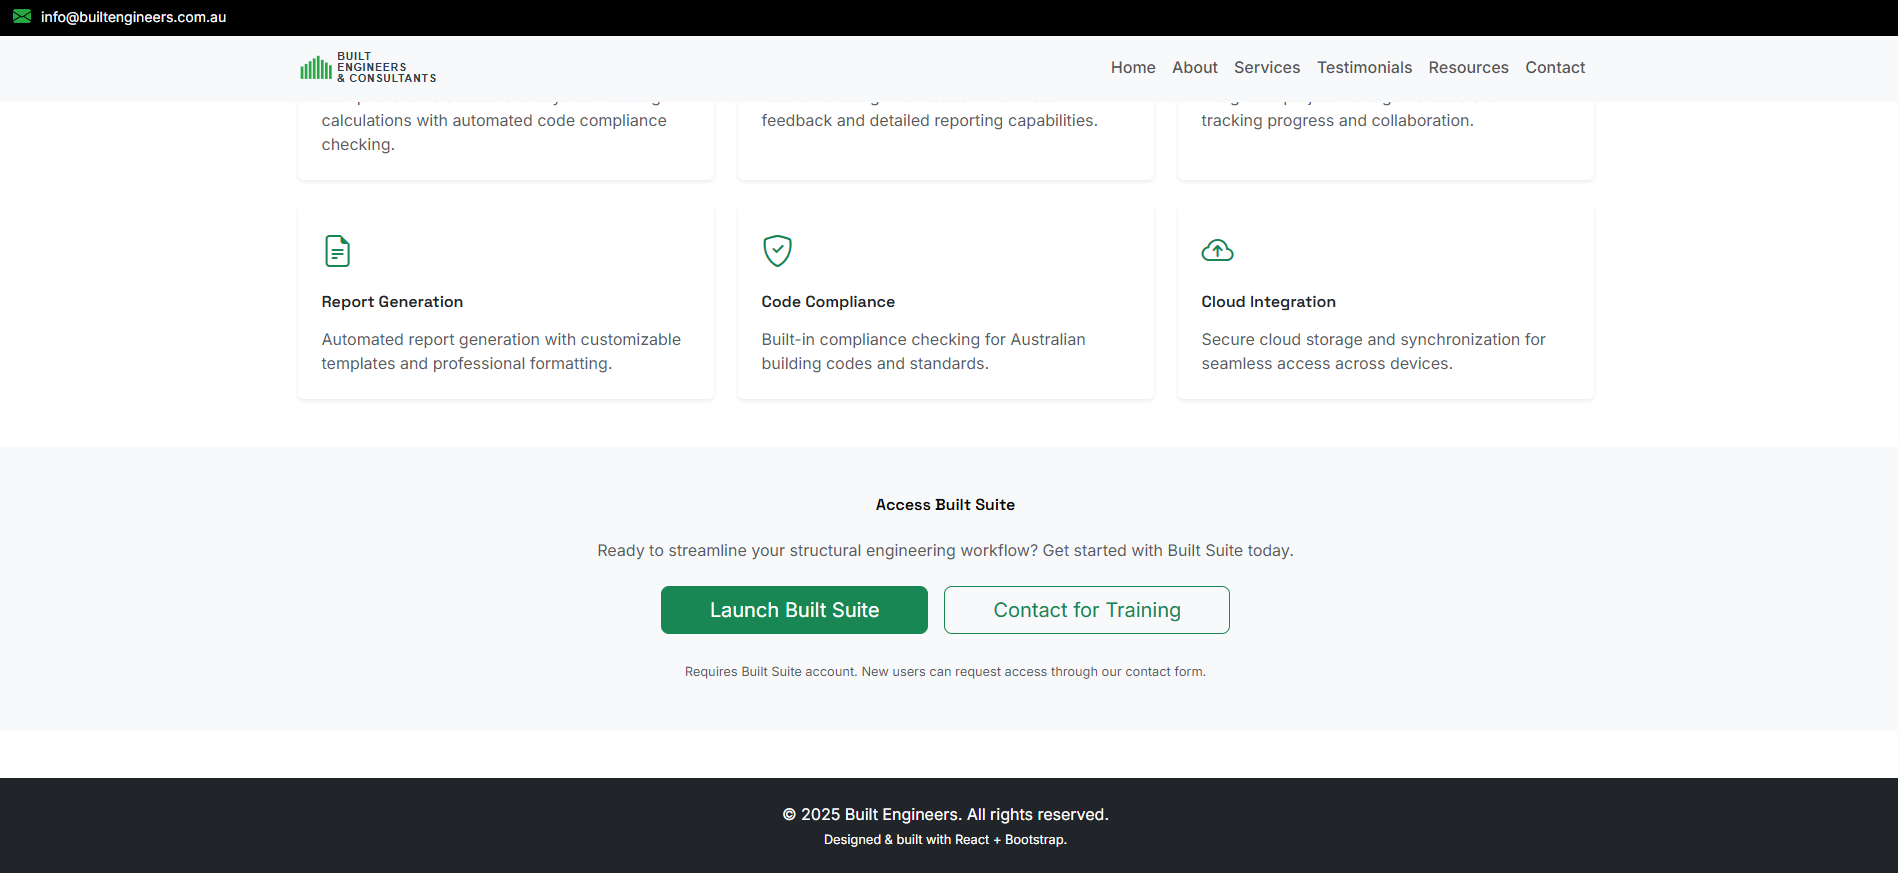 info@builtengineers.com.au
BUILT
ENGINEERS
& CONSULTANTS
Home About Services Testimonials Resources Contact
calculations with automated code compliance
checking.
feedback and detailed reporting capabilities.
tracking progress and collaboration.
Report Generation
Automated report generation with customizable
templates and professional formatting.
Code Compliance
Built-in compliance checking for Australian
building codes and standards.
Cloud Integration
Secure cloud storage and synchronization for
seamless access across devices.
Access Built Suite
Ready to streamline your structural engineering workflow? Get started with Built Suite today.
Launch Built Suite
Contact for Training
Requires Built Suite account. New users can request access through our contact form.
© 2025 Built Engineers. All rights reserved.
Designed & built with React + Bootstrap.